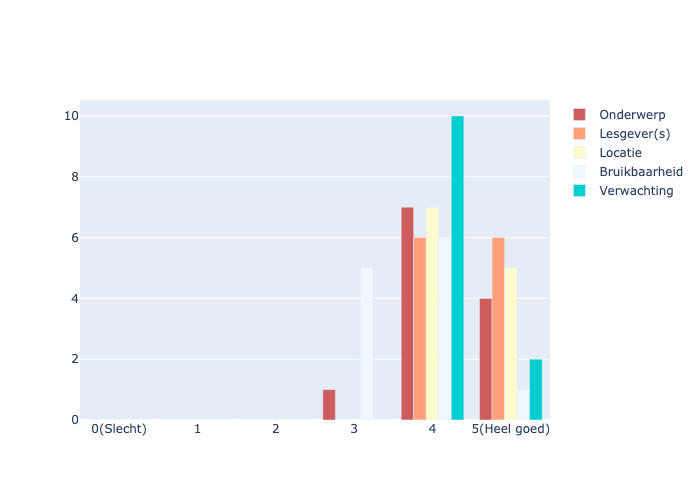 10
8
6
4
2
0
0(Slecht) 1 2 3 4 5(Heel goed)
Onderwerp
Lesgever(s)
Locatie
Bruikbaarheid
Verwachting